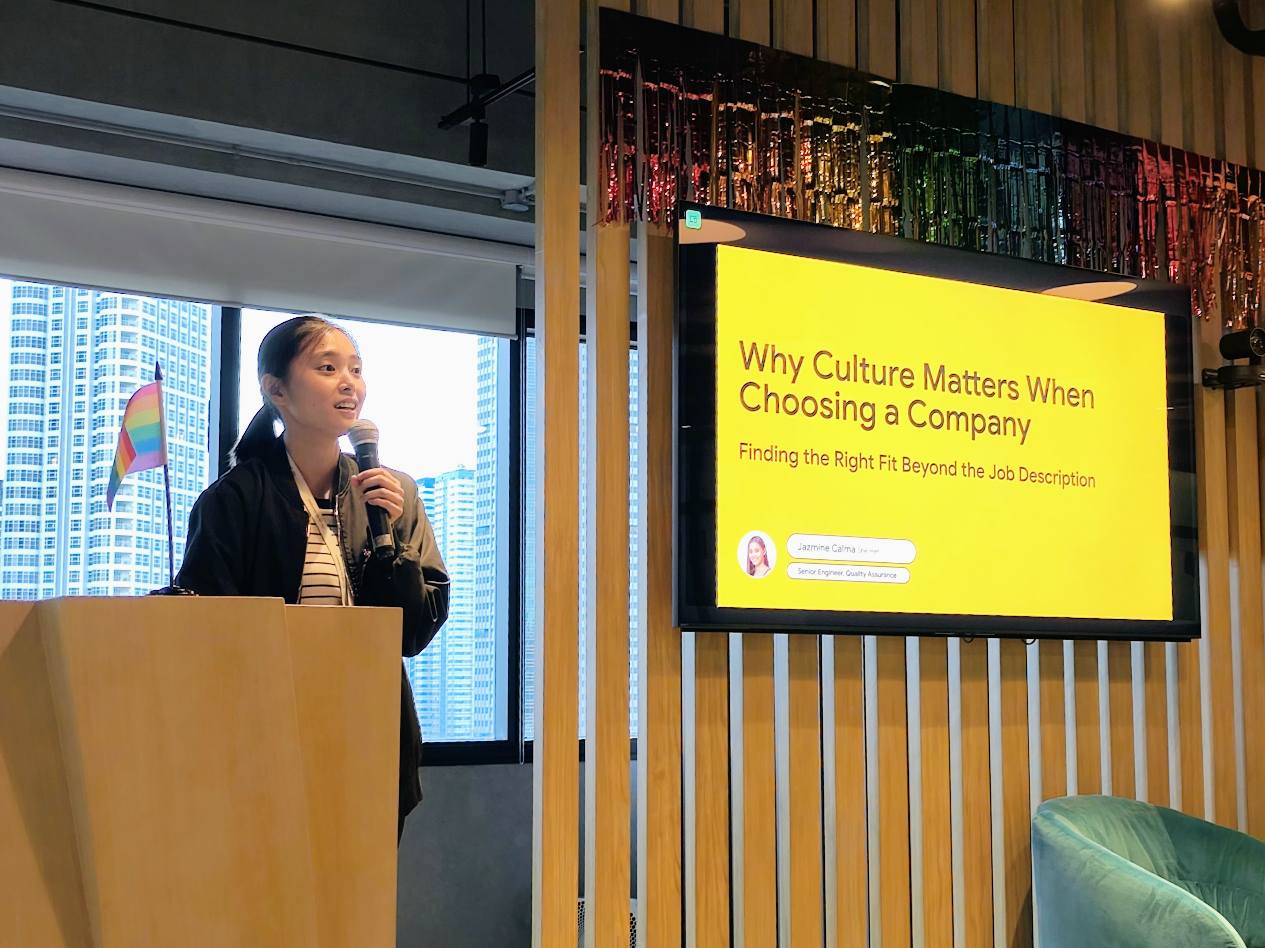 Why Culture Matters When
Choosing a Company
Finding the Right Fit Beyond the Job Description
Jazmine Calma
Senior Engineer, Quality Assurance